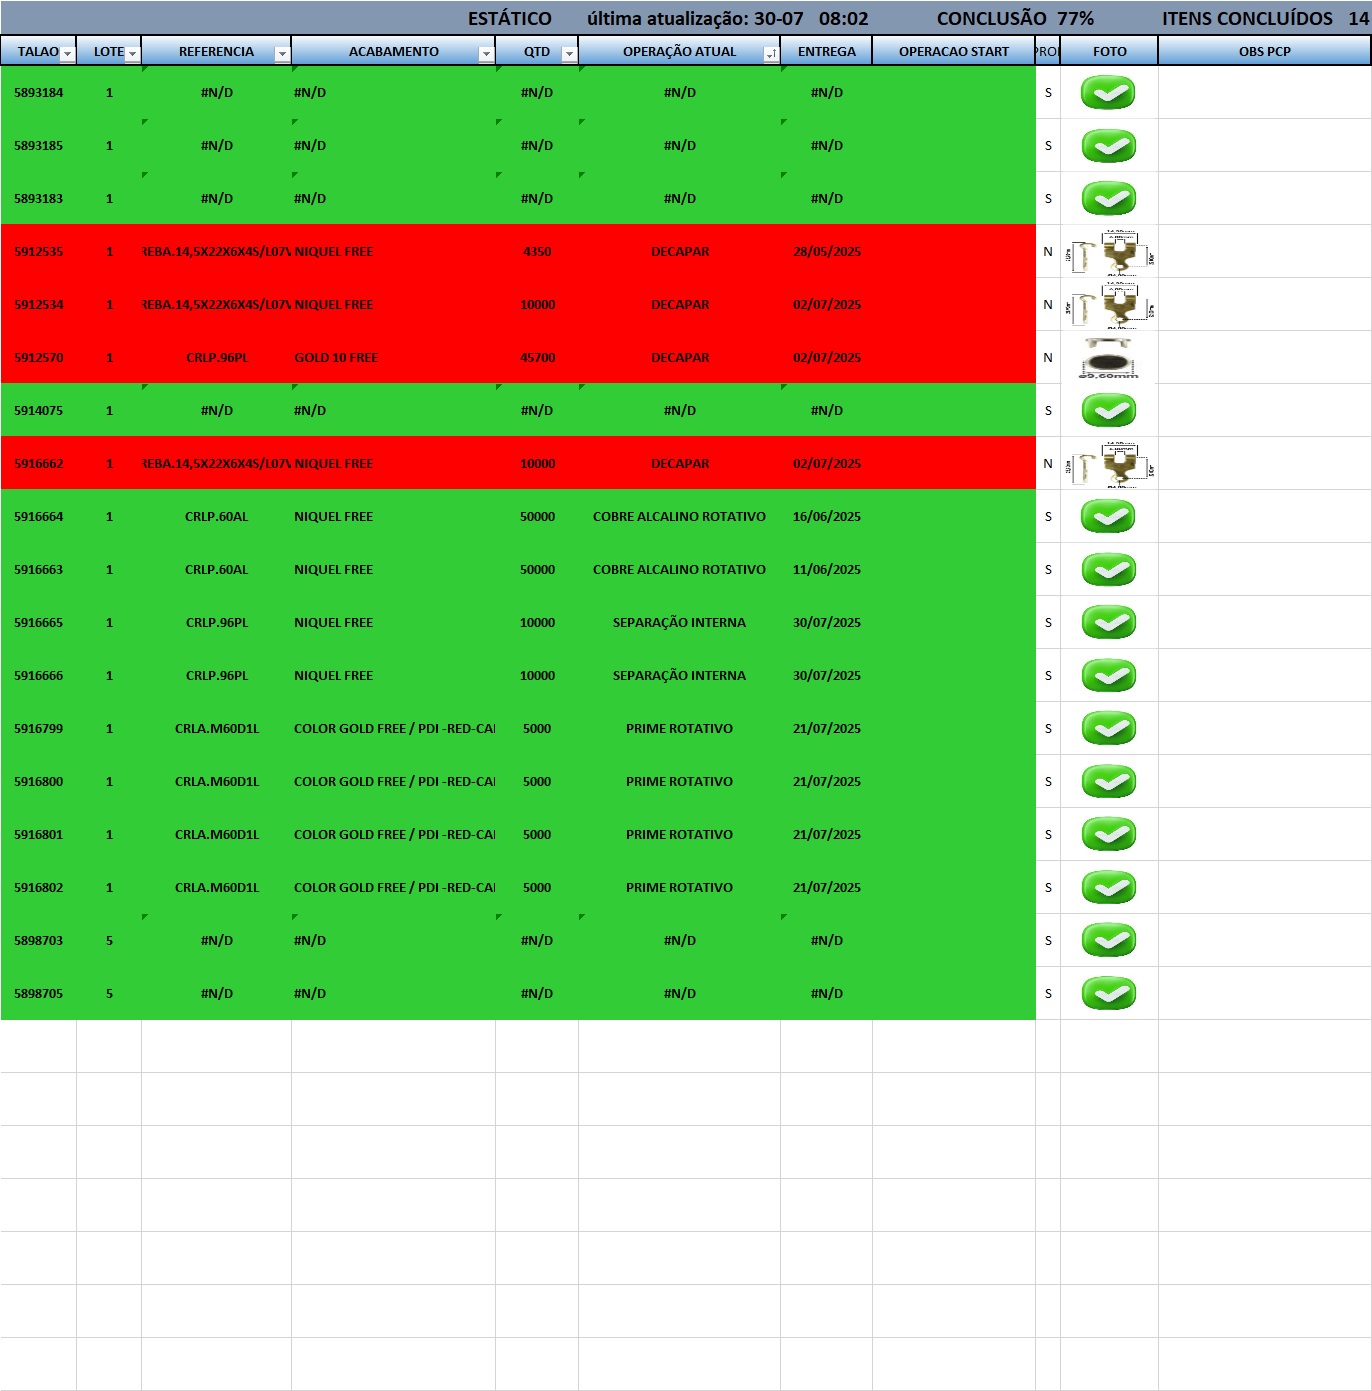 ESTÁTICO última atualização: 30-07 08:02 CONCLUSÃO 77% ITENS CONCLUÍDOS 14
TALAO LOTE REFERENCIA ACABAMENTO QTD OPERAÇÃO ATUAL ENTREGA OPERACAO START PRO FOTO OBS PCP
5893184 1 #N/D #N/D #N/D #N/D #N/D S
5893185 1 #N/D #N/D #N/D #N/D #N/D S
5893183 1 #N/D #N/D #N/D #N/D #N/D S
5912535 1 REBA.14,5X22X6X4S/L07V NIQUEL FREE 4350 DECAPAR 28/05/2025 N
5912534 1 REBA.14,5X22X6X4S/L07V NIQUEL FREE 10000 DECAPAR 02/07/2025 N
5912570 1 CRLP.96PL GOLD 10 FREE 45700 DECAPAR 02/07/2025 N
ø9,60mm
5914075 1 #N/D #N/D #N/D #N/D #N/D S
5916662 1 REBA.14,5X22X6X4S/L07V NIQUEL FREE 10000 DECAPAR 02/07/2025 N
5916664 1 CRLP.60AL NIQUEL FREE 50000 COBRE ALCALINO ROTATIVO 16/06/2025 S
5916663 1 CRLP.60AL NIQUEL FREE 50000 COBRE ALCALINO ROTATIVO 11/06/2025 S
5916665 1 CRLP.96PL NIQUEL FREE 10000 SEPARAÇÃO INTERNA 30/07/2025 S
5916666 1 CRLP.96PL NIQUEL FREE 10000 SEPARAÇÃO INTERNA 30/07/2025 S
5916799 1 CRLA.M60D1L COLOR GOLD FREE / PDI -RED-CAI 5000 PRIME ROTATIVO 21/07/2025 S
5916800 1 CRLA.M60D1L COLOR GOLD FREE / PDI -RED-CAI 5000 PRIME ROTATIVO 21/07/2025 S
5916801 1 CRLA.M60D1L COLOR GOLD FREE / PDI -RED-CAI 5000 PRIME ROTATIVO 21/07/2025 S
5916802 1 CRLA.M60D1L COLOR GOLD FREE / PDI -RED-CAI 5000 PRIME ROTATIVO 21/07/2025 S
5898703 5 #N/D #N/D #N/D #N/D #N/D S
5898705 5 #N/D #N/D #N/D #N/D #N/D S